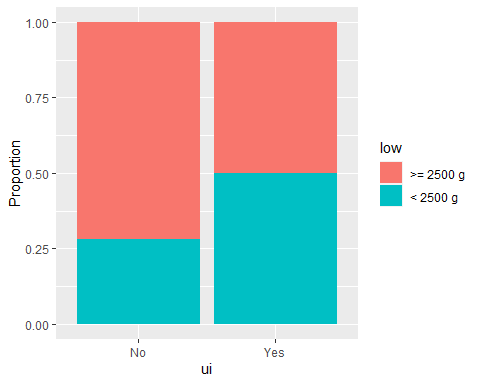 1.00
0.75
0.50
0.25
0.00
Proportion
No
Yes
ui
low
>= 2500 g
< 2500 g